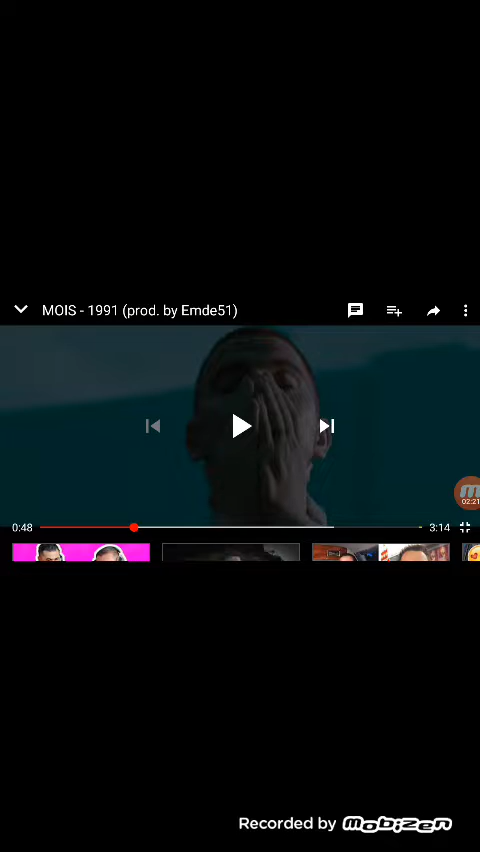 MOIS - 1991 (prod. by Emde51)
02:21
0:48
3:14
Recorded by Mobizen